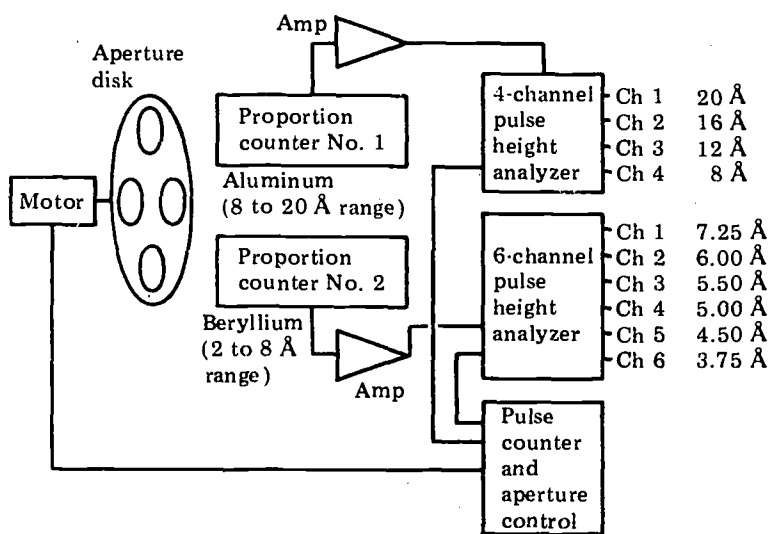 Amp
Aperture
disk
Proportion
counter No. 1
4-channel
pulse
height
analyzer
Ch 1 20 Å
Ch 2 16 Å
Ch 3 12 Å
Ch 4 8 Å
Motor
Aluminum
(8 to 20 Å range)
Proportion
counter No. 2
6-channel
pulse
height
analyzer
Ch 1 7.25 Å
Ch 2 6.00 Å
Ch 3 5.50 Å
Ch 4 5.00 Å
Ch 5 4.50 Å
Ch 6 3.75 Å
Beryllium
(2 to 8 Å
range)
Amp
Pulse
counter
and
aperture
control